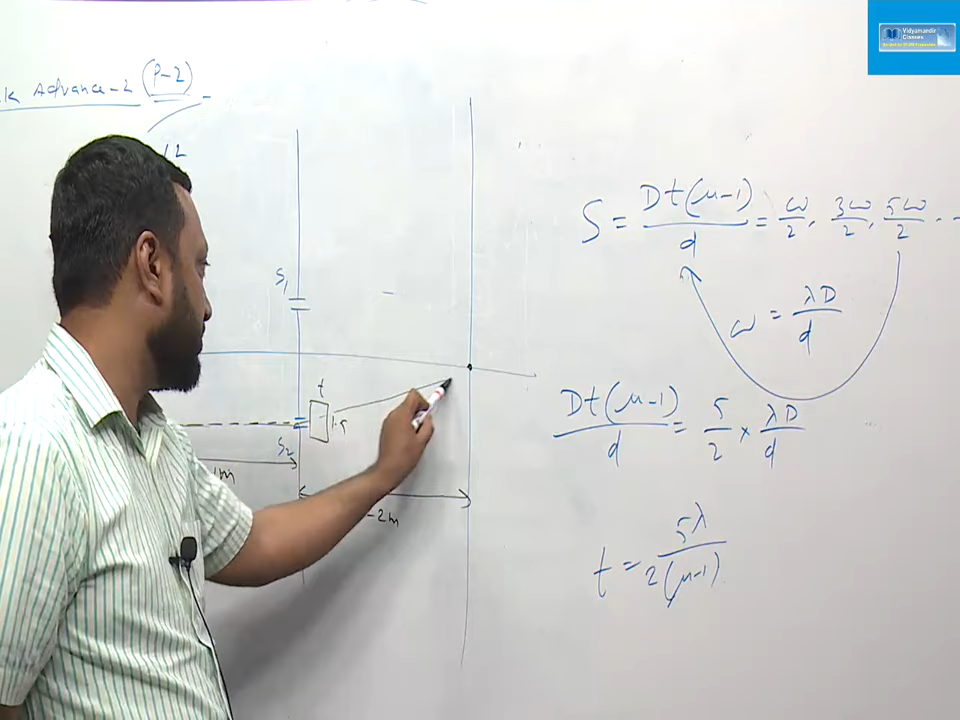 Advance-2 (P-2)
12
S = Dt(μ-1)/d = ω/2, 3ω/2, 5ω/2 ...
S₁
ω = λD/d
t
1.5
Dt(μ-1)/d = 5/2 × λD/d
S₂
1m
2m
t = 5λ/2(μ-1)
Vidyamandir
Classes